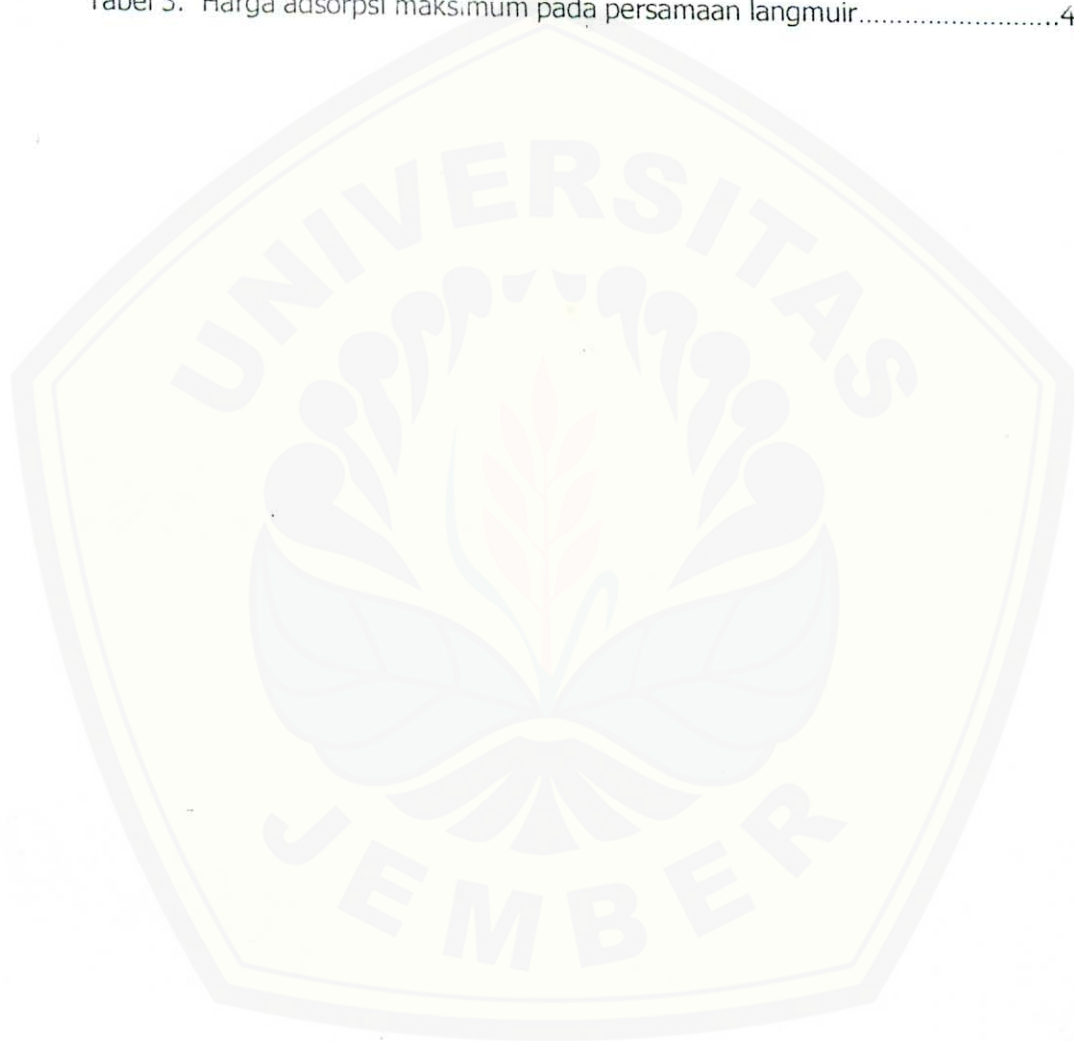 Tabel 3. Harga adsorpsi maksimum pada persamaan langmuir............................4
UNIVERSITAS
JEMBER